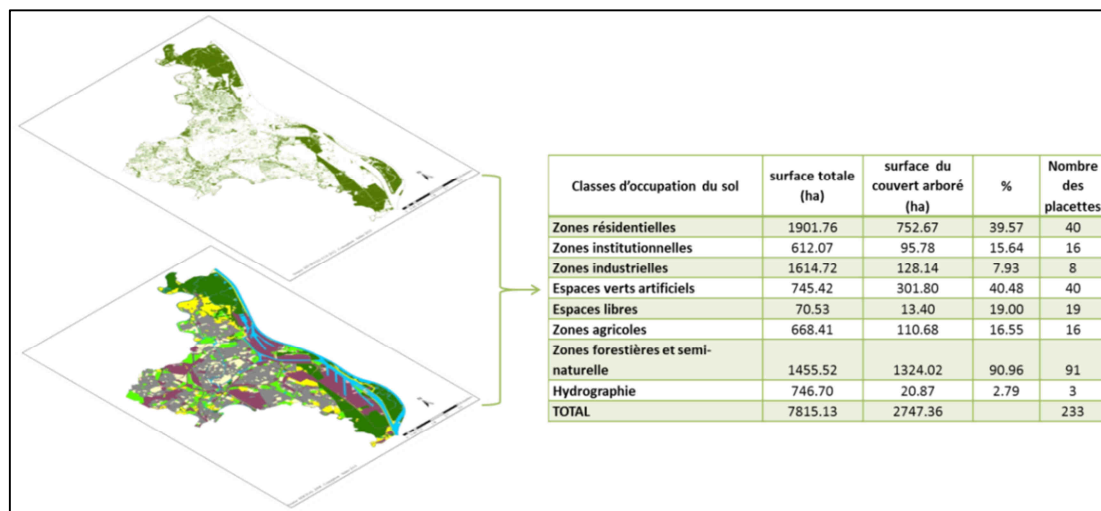 Classes d'occupation du sol surface totale (ha) surface du couvert arboré (ha) % Nombre des placettes
Zones résidentielles 1901.76 752.67 39.57 40
Zones institutionnelles 612.07 95.78 15.64 16
Zones industrielles 1614.72 128.14 7.93 8
Espaces verts artificiels 745.42 301.80 40.48 40
Espaces libres 70.53 13.40 19.00 19
Zones agricoles 668.41 110.68 16.55 16
Zones forestières et semi-naturelle 1455.52 1324.02 90.96 91
Hydrographie 746.70 20.87 2.79 3
TOTAL 7815.13 2747.36 233